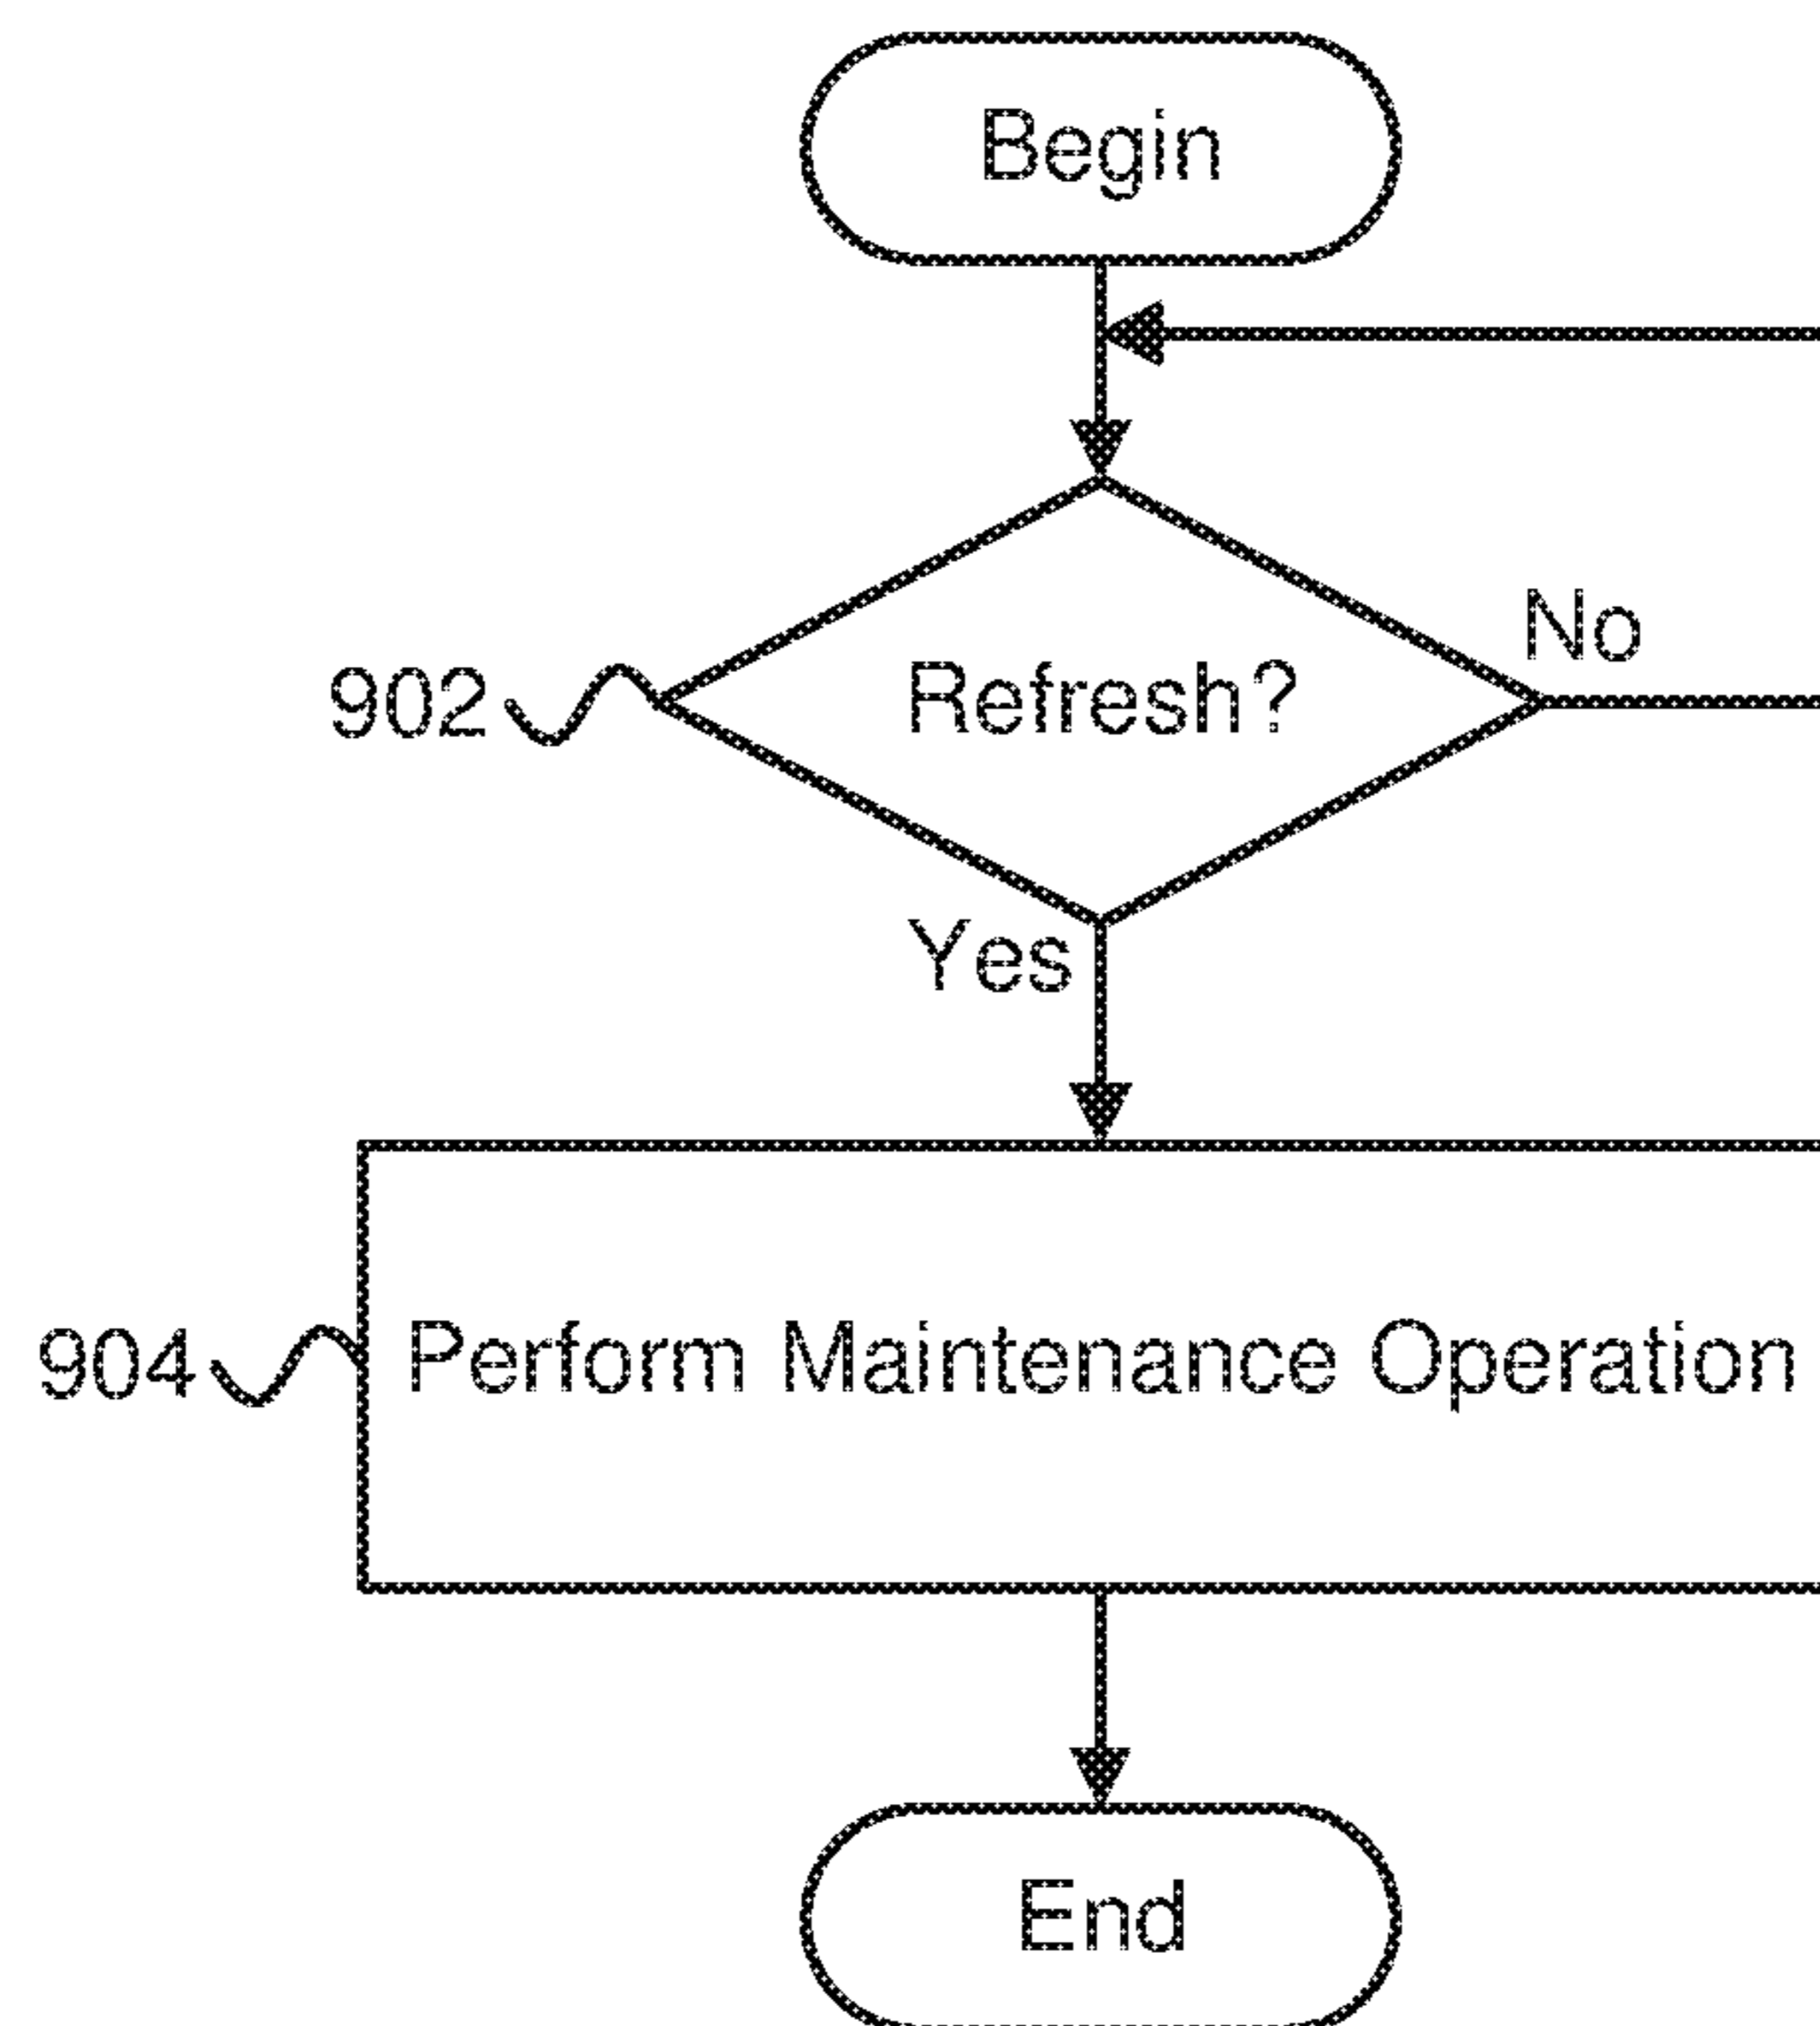 Begin
No
902
Refresh?
Yes
904
Perform Maintenance Operation
End